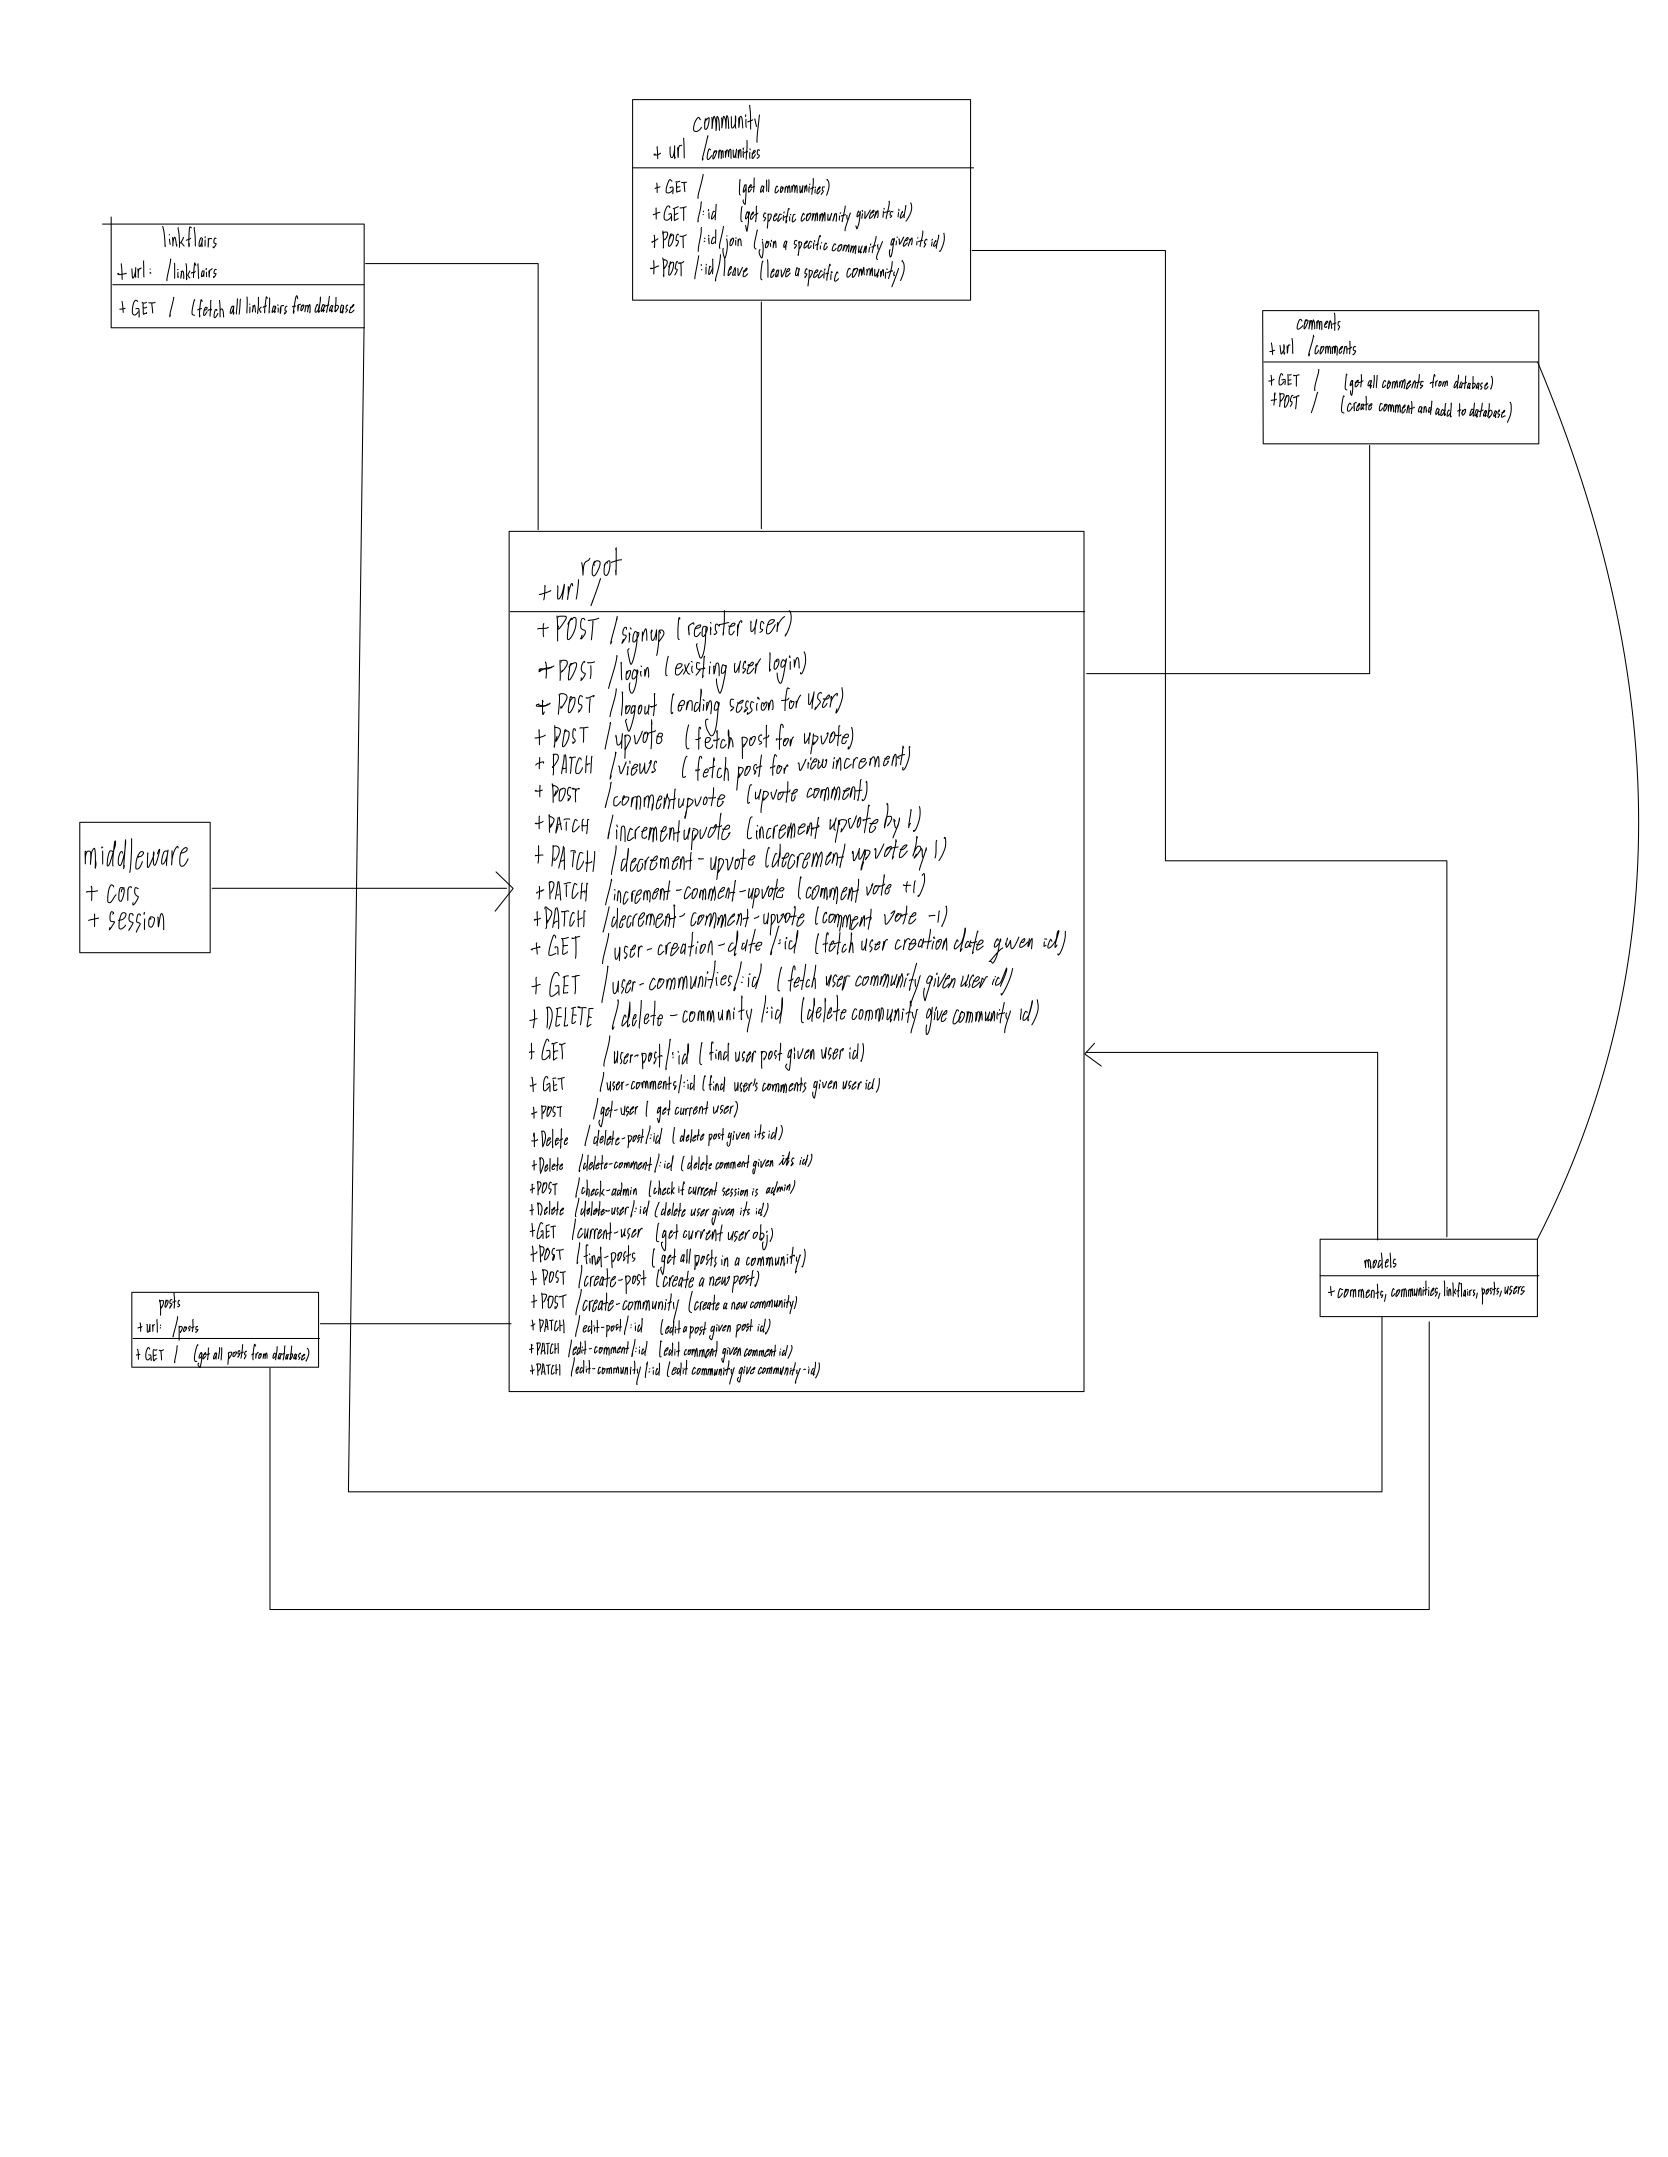 community
+ url /communities
+ GET / (get all communities)
+ GET /:id (get specific community given its id)
+ POST /:id/join (join a specific community given its id)
+ POST /:id/leave (leave a specific community)
linkflairs
+ url: /linkflairs
+ GET / (fetch all linkflairs from database
comments
+ url /comments
+ GET / (get all comments from database)
+ POST / (create comment and add to database)
root
+ url /
+ POST /signup (register user)
+ POST /login (existing user login)
+ POST /logout (ending session for user)
+ POST /upvote (fetch post for upvote)
+ PATCH /views (fetch post for view increment)
+ POST /commentupvote (upvote comment)
+ PATCH /incrementupvote (increment upvote by 1)
+ PATCH /decrement-upvote (decrement upvote by 1)
+ PATCH /increment-comment-upvote (comment vote +1)
+ PATCH /decrement-comment-upvote (comment vote -1)
+ GET /user-creation-date/:id (fetch user creation date given id)
+ GET /user-communities/:id (fetch user community given user id)
+ DELETE /delete-community/:id (delete community give community id)
+ GET /user-post/:id (find user post given user id)
+ GET /user-comments/:id (find user's comments given user id)
+ POST /get-user (get current user)
+ Delete /delete-post/:id (delete post given its id)
+ Delete /delete-comment/:id (delete comment given its id)
+ POST /check-admin (check if current session is admin)
+ Delete /delete-user/:id (delete user given its id)
+ GET /current-user (get current user obj)
+ POST /find-posts (get all posts in a community)
+ POST /create-post (create a new post)
+ POST /create-community (create a new community)
+ PATCH /edit-post/:id (edit a post given post id)
+ PATCH /edit-comment/:id (edit comment given comment id)
+ PATCH /edit-community/:id (edit community give community-id)
middleware
+ cors
+ session
models
+ comments, communities, linkflairs, posts, users
posts
+ url: /posts
+ GET / (get all posts from database)